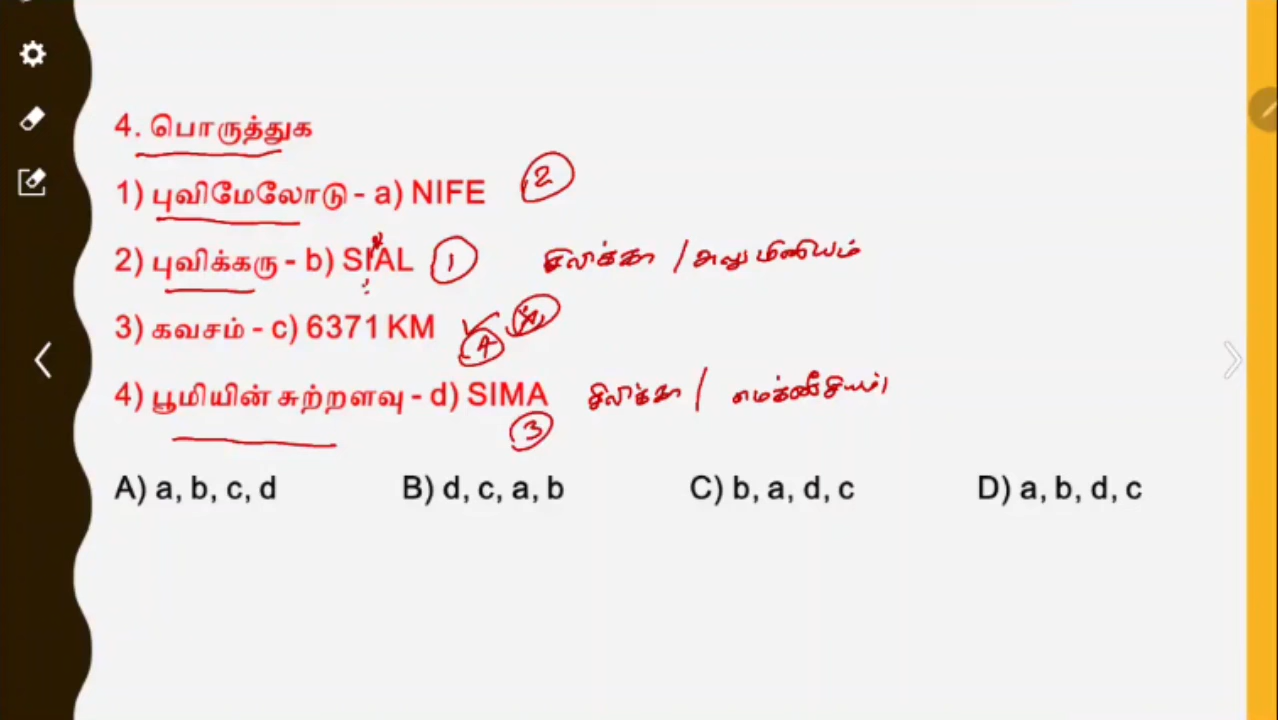 4. பொருத்துக
1) புவிமேலோடு - a) NIFE 2
2) புவிக்கரு - b) SIAL 1 சிலிக்கா / அலுமினியம்
3) கவசம் - c) 6371 KM 4
4) பூமியின் சுற்றளவு - d) SIMA சிலிக்கா / மெக்னீசியம்
3
A) a, b, c, d B) d, c, a, b C) b, a, d, c D) a, b, d, c